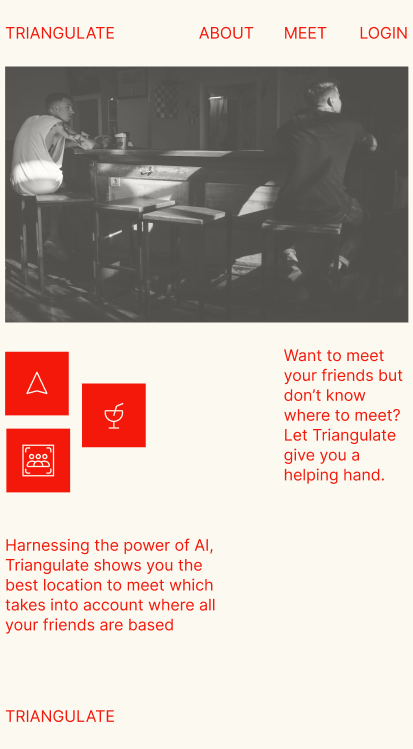 TRIANGULATE ABOUT MEET LOGIN
Want to meet
your friends but
don't know
where to meet?
Let Triangulate
give you a
helping hand.
Harnessing the power of AI,
Triangulate shows you the
best location to meet which
takes into account where all
your friends are based
TRIANGULATE